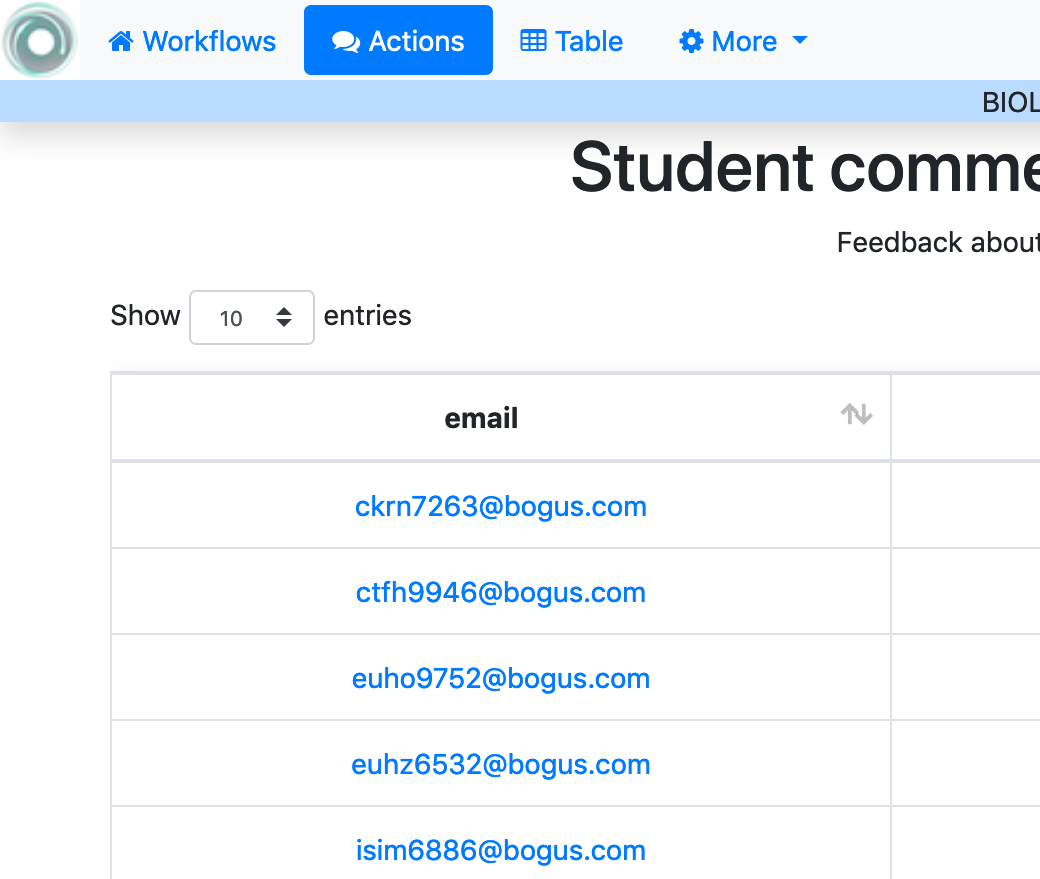 Workflows Actions Table More
BIOL
Student comme
Feedback about
Show 10 entries
email
ckrn7263@bogus.com
ctfh9946@bogus.com
euho9752@bogus.com
euhz6532@bogus.com
isim6886@bogus.com